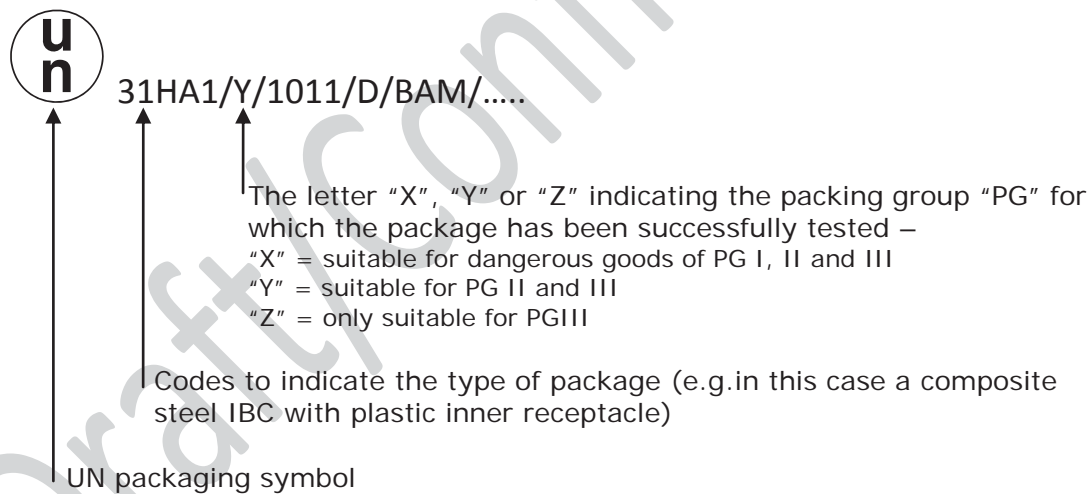 u
n
31HA1/Y/1011/D/BAM/.....
The letter “X”, “Y” or “Z” indicating the packing group “PG” for
which the package has been successfully tested –
“X” = suitable for dangerous goods of PG I, II and III
“Y” = suitable for PG II and III
“Z” = only suitable for PGIII
Codes to indicate the type of package (e.g.in this case a composite
steel IBC with plastic inner receptacle)
UN packaging symbol